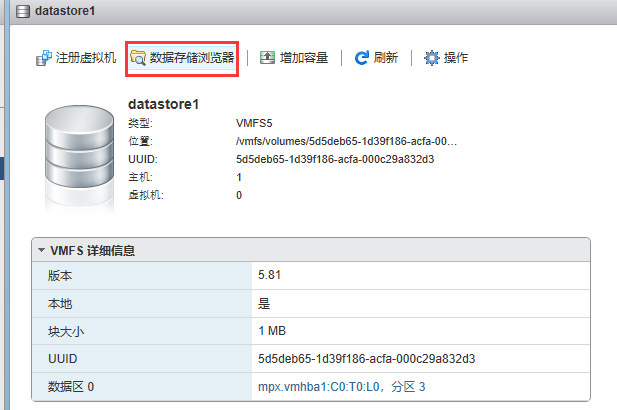 datastore1
注册虚拟机 数据存储浏览器 增加容量 刷新 操作
datastore1
类型: VMFS5
位置: /vmfs/volumes/5d5deb65-1d39f186-acfa-00...
UUID: 5d5deb65-1d39f186-acfa-000c29a832d3
主机: 1
虚拟机: 0
VMFS 详细信息
版本 5.81
本地 是
块大小 1 MB
UUID 5d5deb65-1d39f186-acfa-000c29a832d3
数据区 0 mpx.vmhba1:C0:T0:L0，分区 3